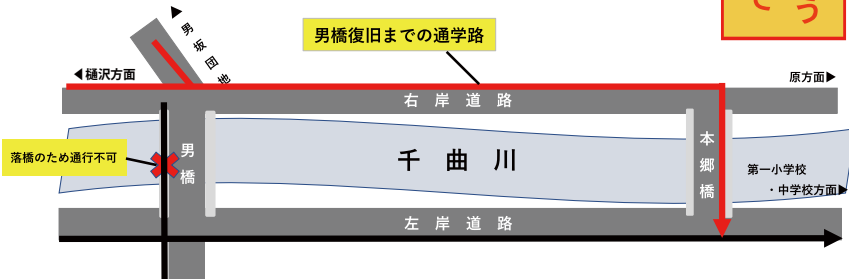 男坂団地
男橋復旧までの通学路
樋沢方面
原方面
右岸道路
落橋のため通行不可
男橋
千曲川
本郷橋
第一小学校
・中学校方面
左岸道路